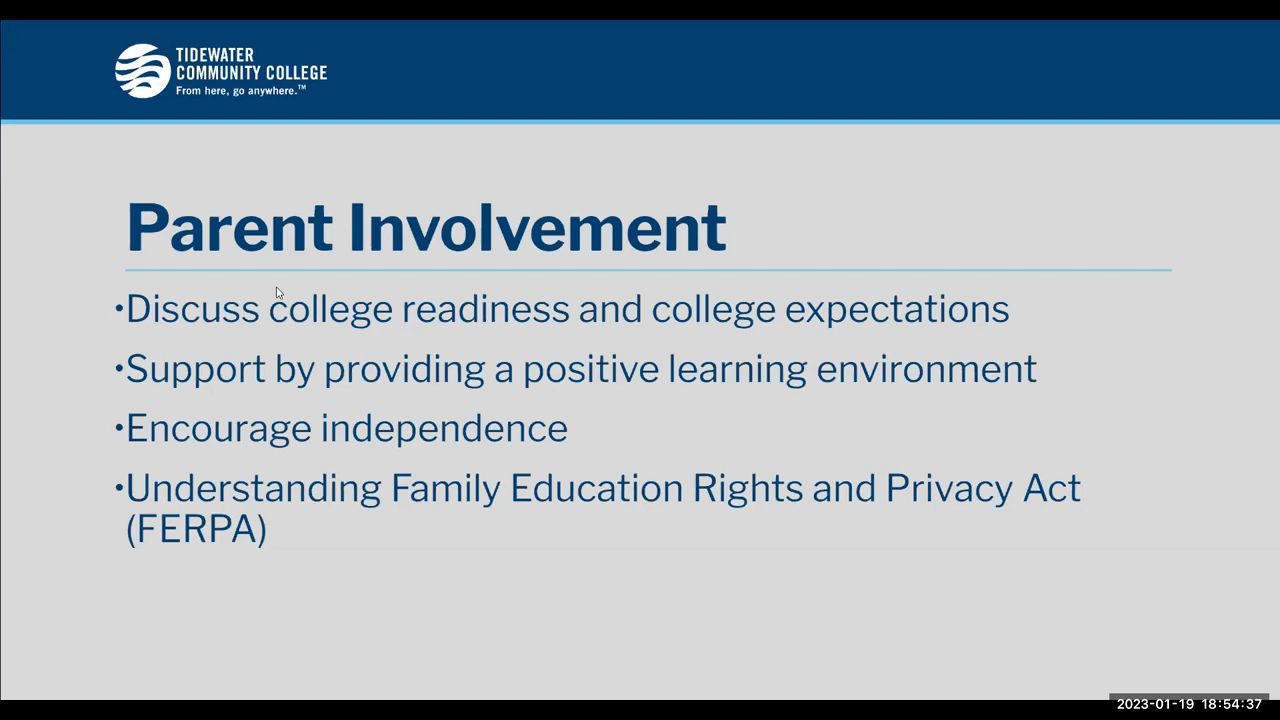 TIDEWATER
COMMUNITY COLLEGE
From here, go anywhere.™
Parent Involvement
•Discuss college readiness and college expectations
•Support by providing a positive learning environment
•Encourage independence
•Understanding Family Education Rights and Privacy Act
(FERPA)
2023-01-19 18:54:37